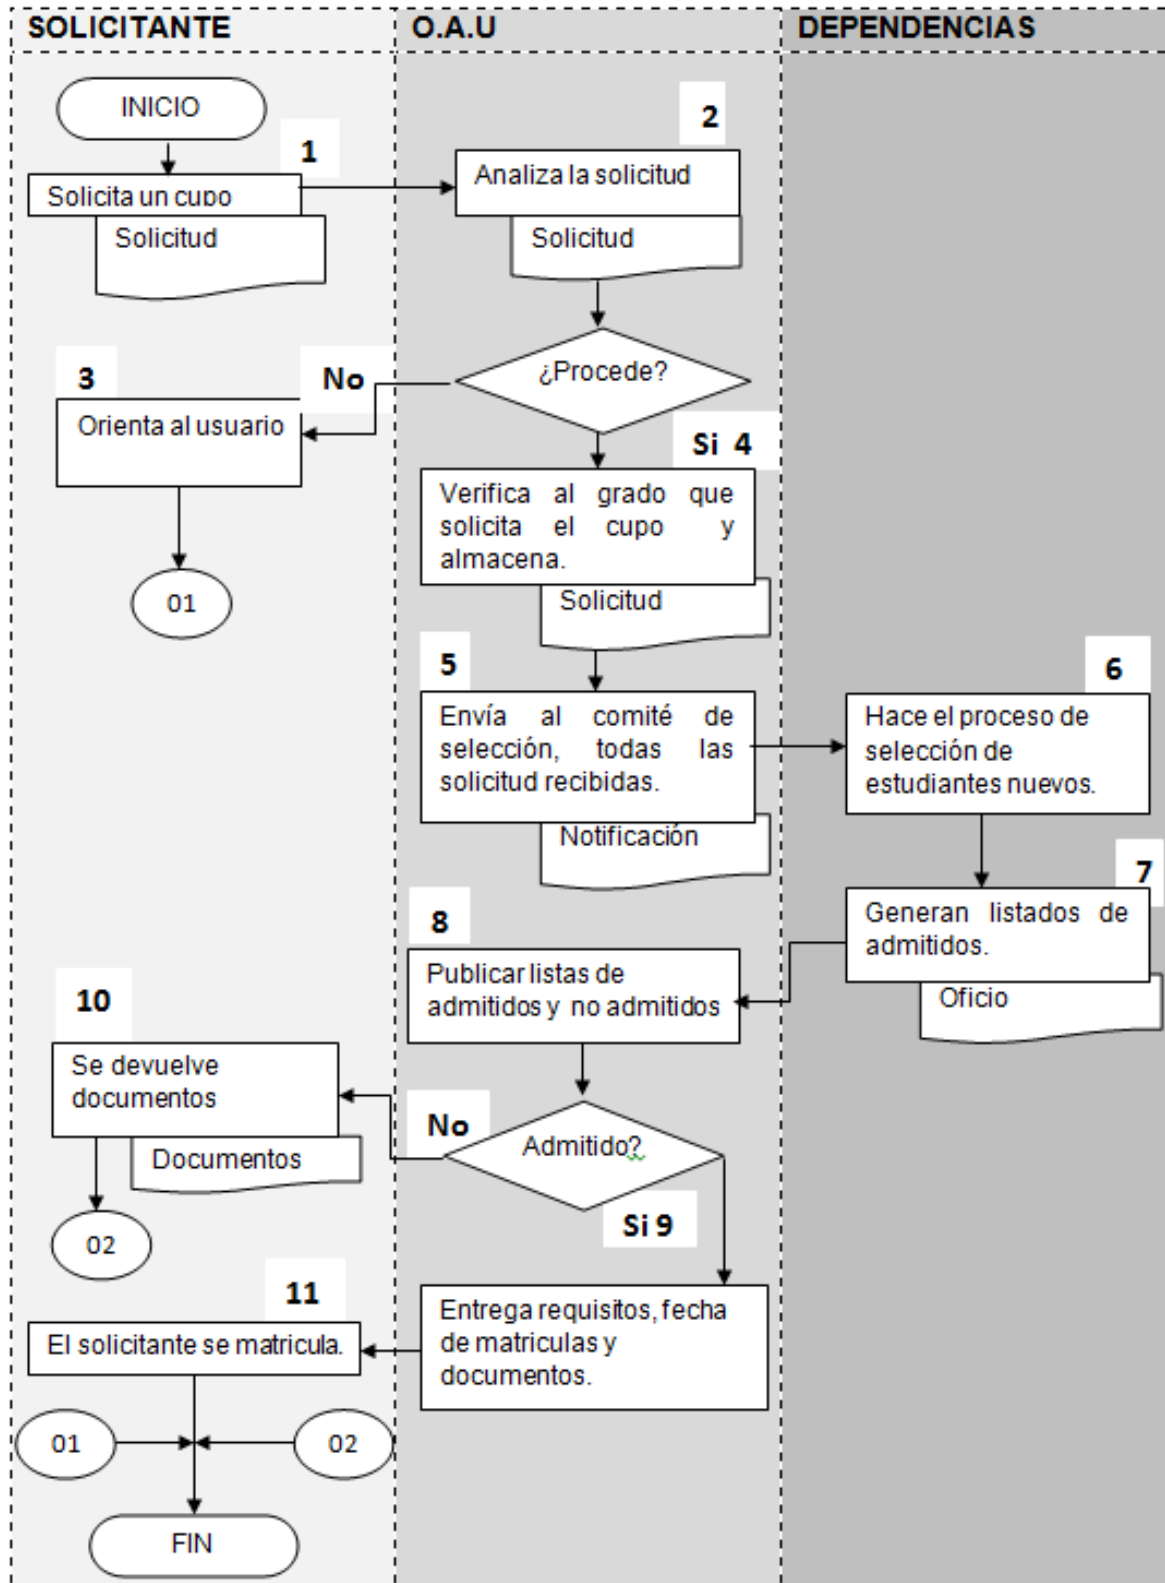 SOLICITANTE
O.A.U
DEPENDENCIAS
INICIO
1
Solicita un cupo
Solicitud
2
Analiza la solicitud
Solicitud
¿Procede?
No
3
Orienta al usuario
01
Si 4
Verifica al grado que
solicita el cupo y
almacena.
Solicitud
5
Envía al comité de
selección, todas las
solicitud recibidas.
Notificación
6
Hace el proceso de
selección de
estudiantes nuevos.
7
Generan listados de
admitidos.
Oficio
8
Publicar listas de
admitidos y no admitidos
Admitido?
No
10
Se devuelve
documentos
Documentos
02
Si 9
Entrega requisitos, fecha
de matriculas y
documentos.
11
El solicitante se matricula.
01
02
FIN